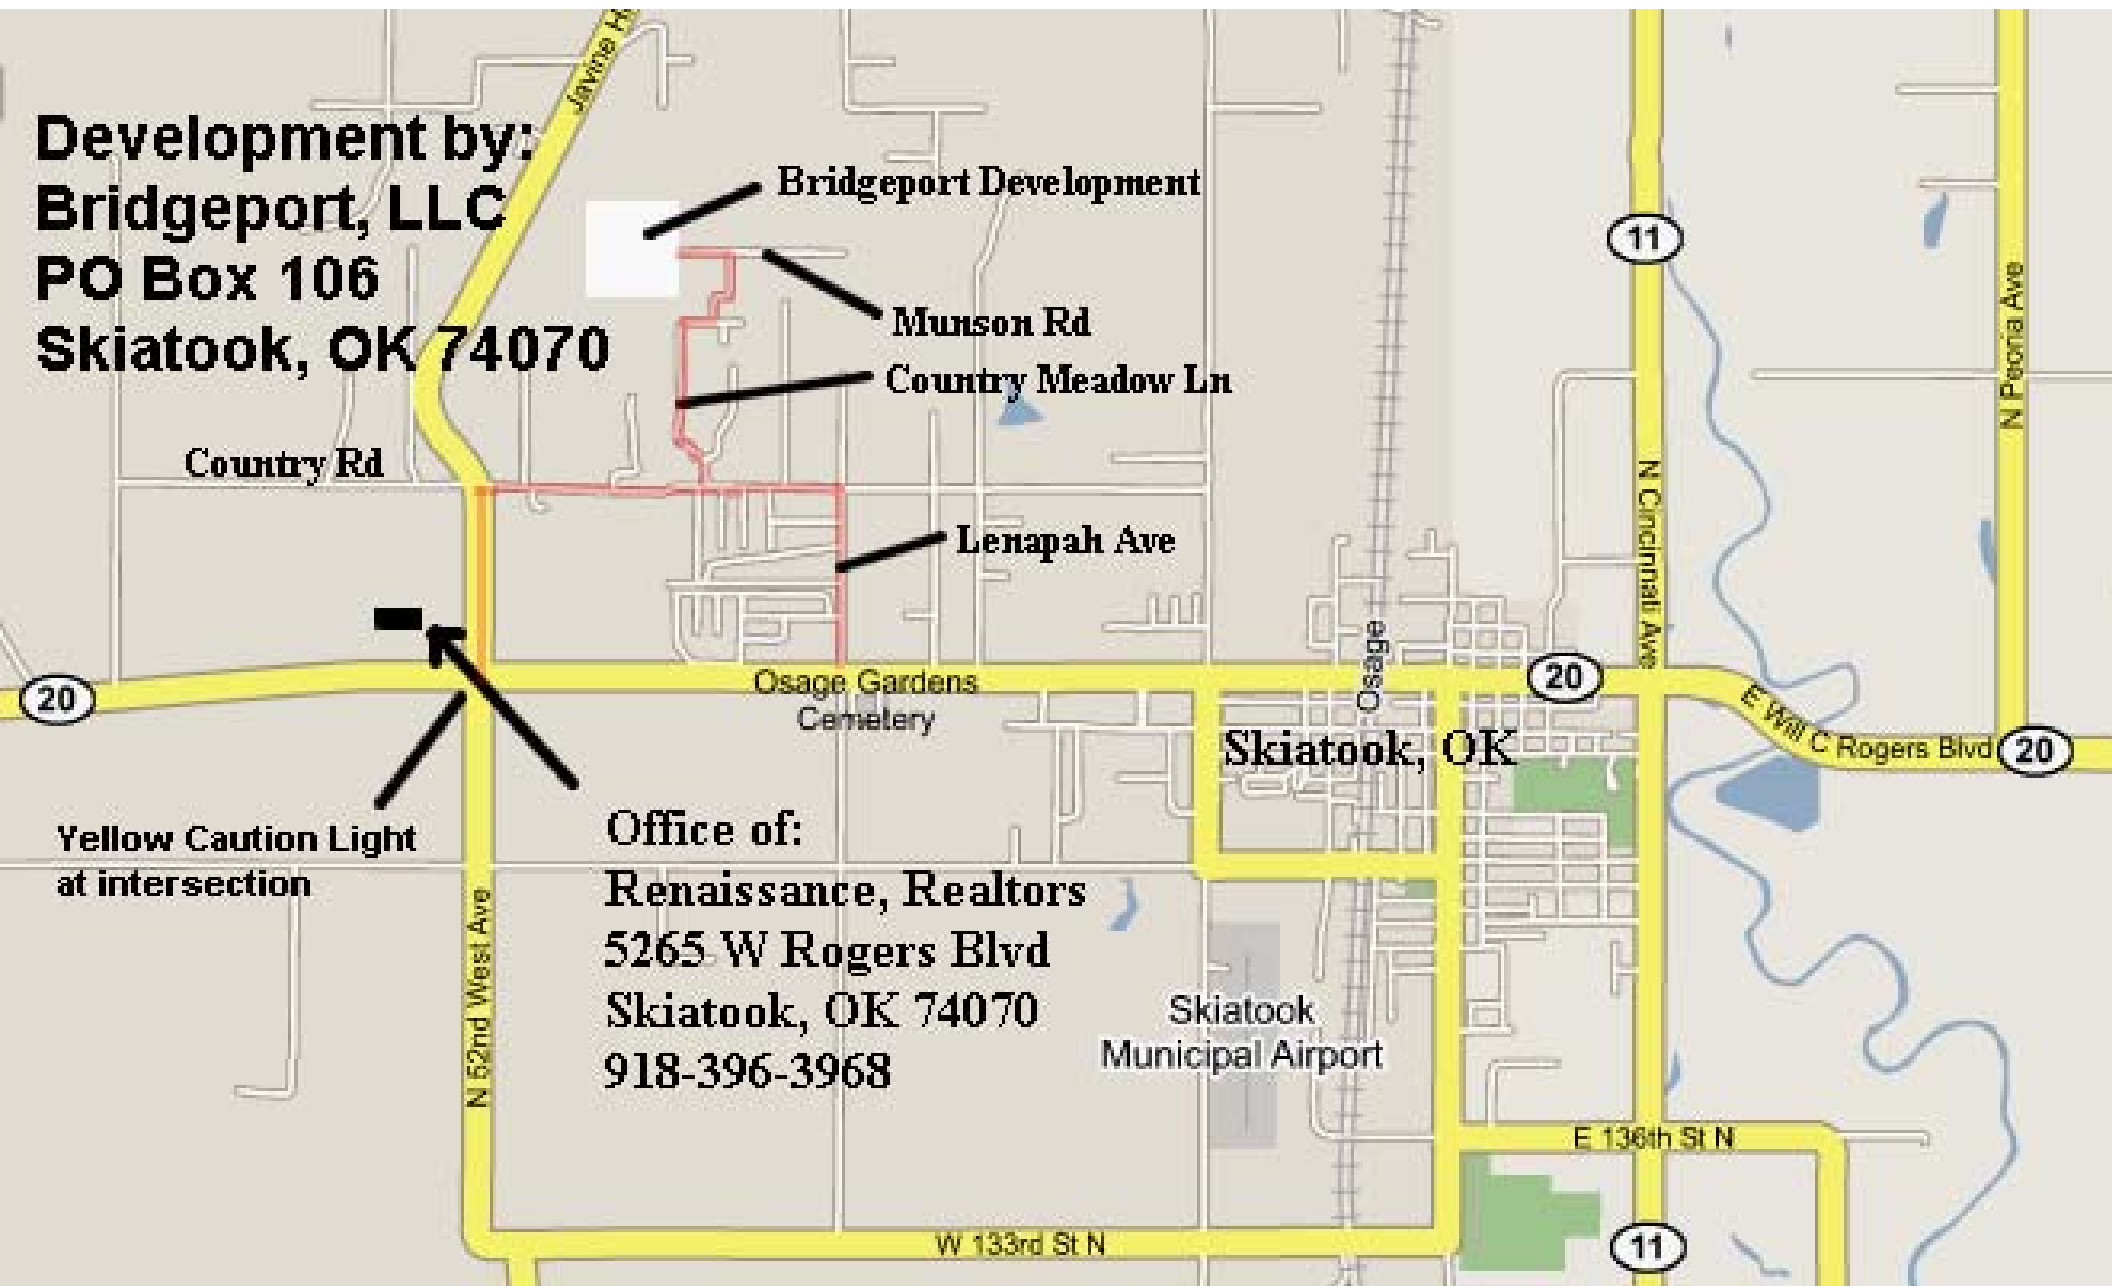 Javine H
Development by:
Bridgeport, LLC
PO Box 106
Skiatook, OK 74070
Bridgeport Development
Munson Rd
Country Meadow Ln
Country Rd
Lenapah Ave
11
N Peoria Ave
N Cincinnati Ave
Osage
20
Osage Gardens
Cemetery
20
E Will C Rogers Blvd
20
Skiatook, OK
Yellow Caution Light
at intersection
Office of:
Renaissance, Realtors
5265 W Rogers Blvd
Skiatook, OK 74070
918-396-3968
N 52nd West Ave
Skiatook
Municipal Airport
E 136th St N
W 133rd St N
11